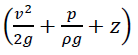 (v²/2g + p/ρg + z)